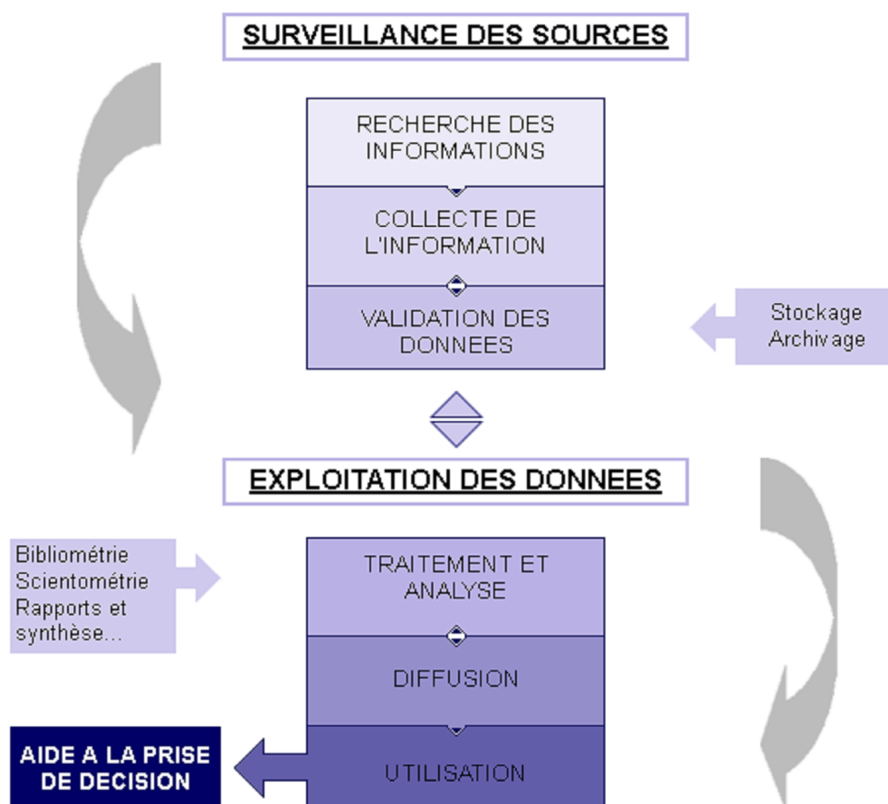 SURVEILLANCE DES SOURCES
RECHERCHE DES
INFORMATIONS
COLLECTE DE
L'INFORMATION
VALIDATION DES
DONNEES
Stockage
Archivage
EXPLOITATION DES DONNEES
Bibliométrie
Scientométrie
Rapports et
synthèse...
TRAITEMENT ET
ANALYSE
DIFFUSION
UTILISATION
AIDE A LA PRISE
DE DECISION